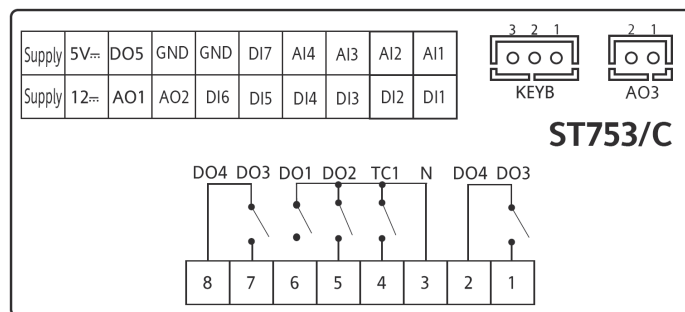 Supply 5V⎓ DO5 GND GND DI7 AI4 AI3 AI2 AI1
Supply 12⎓ AO1 AO2 DI6 DI5 DI4 DI3 DI2 DI1
3 2 1
KEYB
2 1
AO3
ST753/C
DO4 DO3 DO1 DO2 TC1 N DO4 DO3
8 7 6 5 4 3 2 1